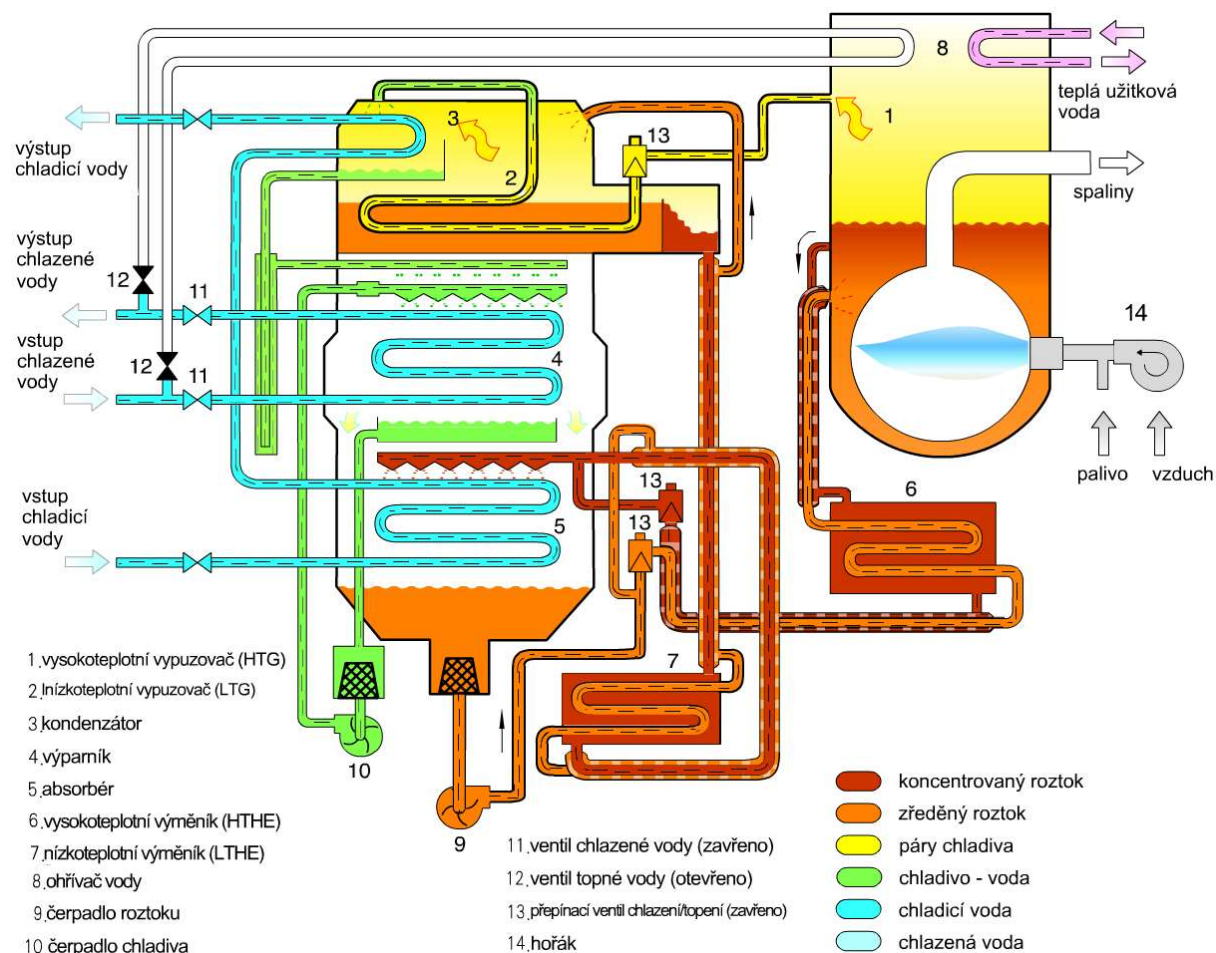 8
teplá užitková
voda
1
spaliny
14
palivo
vzduch
výstup
chladicí vody
3
2
13
výstup
chlazené
vody
12
11
vstup
chlazené
vody
12
11
4
vstup
chladicí
vody
5
13
13
6
7
10
9
1.vysokoteplotní vypuzovač (HTG)
2.lnízkoteplotní vypuzovač (LTG)
3.kondenzátor
4.výparník
5.absorbér
6.vysokoteplotní výměník (HTHE)
7.nízkoteplotní výměník (LTHE)
8.ohřívač vody
9.čerpadlo roztoku
10 čerpadlo chladiva
11.ventil chlazené vody (zavřeno)
12.ventil topné vody (otevřeno)
13.přepínací ventil chlazení/topení (zavřeno)
14.hořák
koncentrovaný roztok
zředěný roztok
páry chladiva
chladivo - voda
chladicí voda
chlazená voda